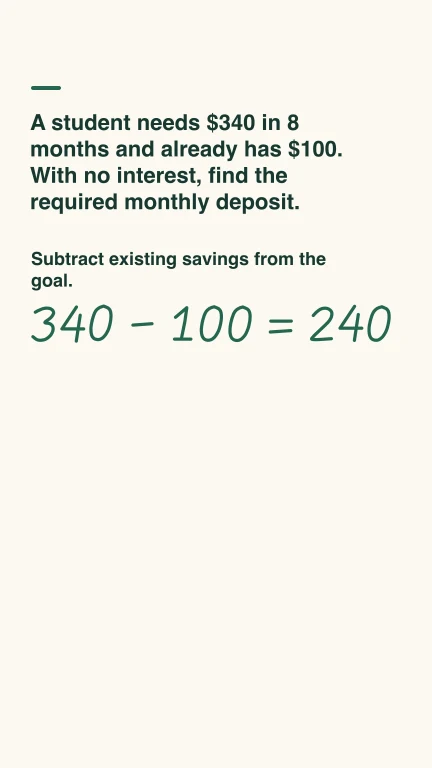 A student needs $340 in 8
months and already has $100.
With no interest, find the
required monthly deposit.
Subtract existing savings from the
goal.
340 − 100 = 240